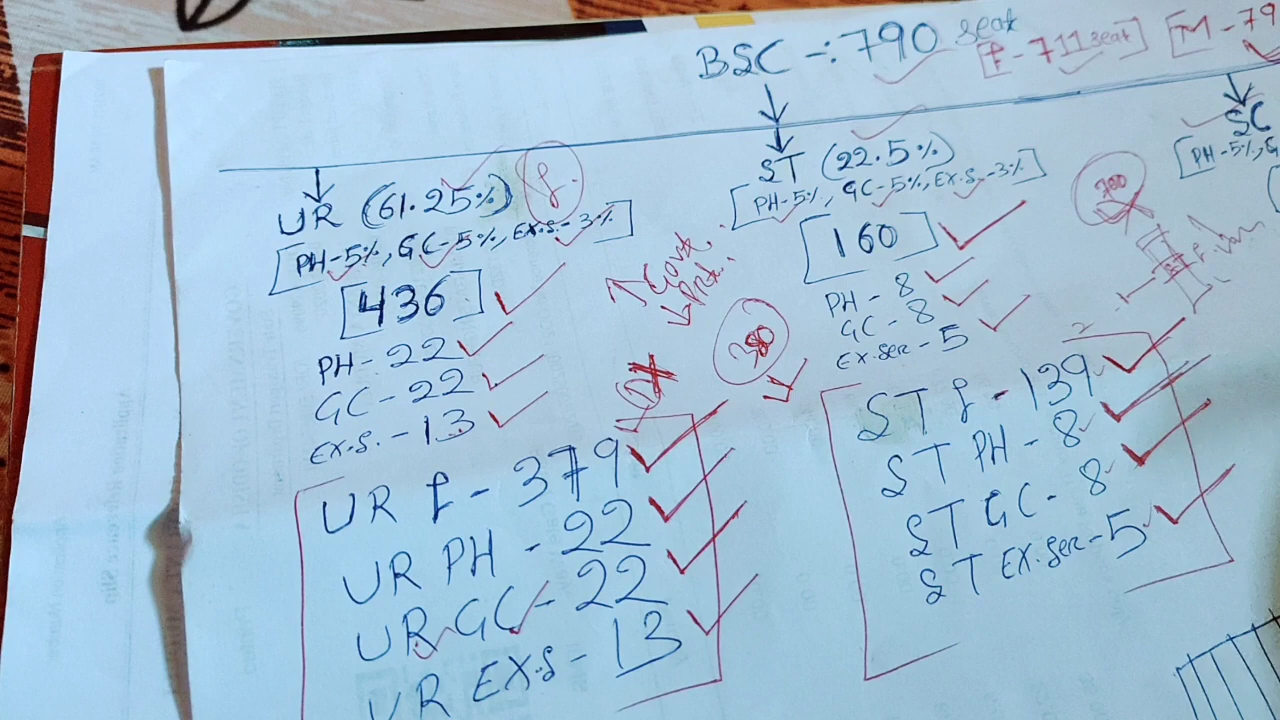 BSC -: 790 seat [f - 711 seat] [M - 79
UR (61.25%) f.
[PH-5%, GC-5%, EX.S.-3%]
[436]
PH - 22
GC - 22
EX.S. - 13
UR f - 379
UR PH - 22
UR GC - 22
UR EX.S - 13
Govt.
ST (22.5%)
[PH-5%, GC-5%, EX.S.-3%]
[160]
PH - 8
GC - 8
EX.Ser - 5
ST f - 139
ST PH - 8
ST GC - 8
ST EX.Ser - 5
SC
[PH-5%, G